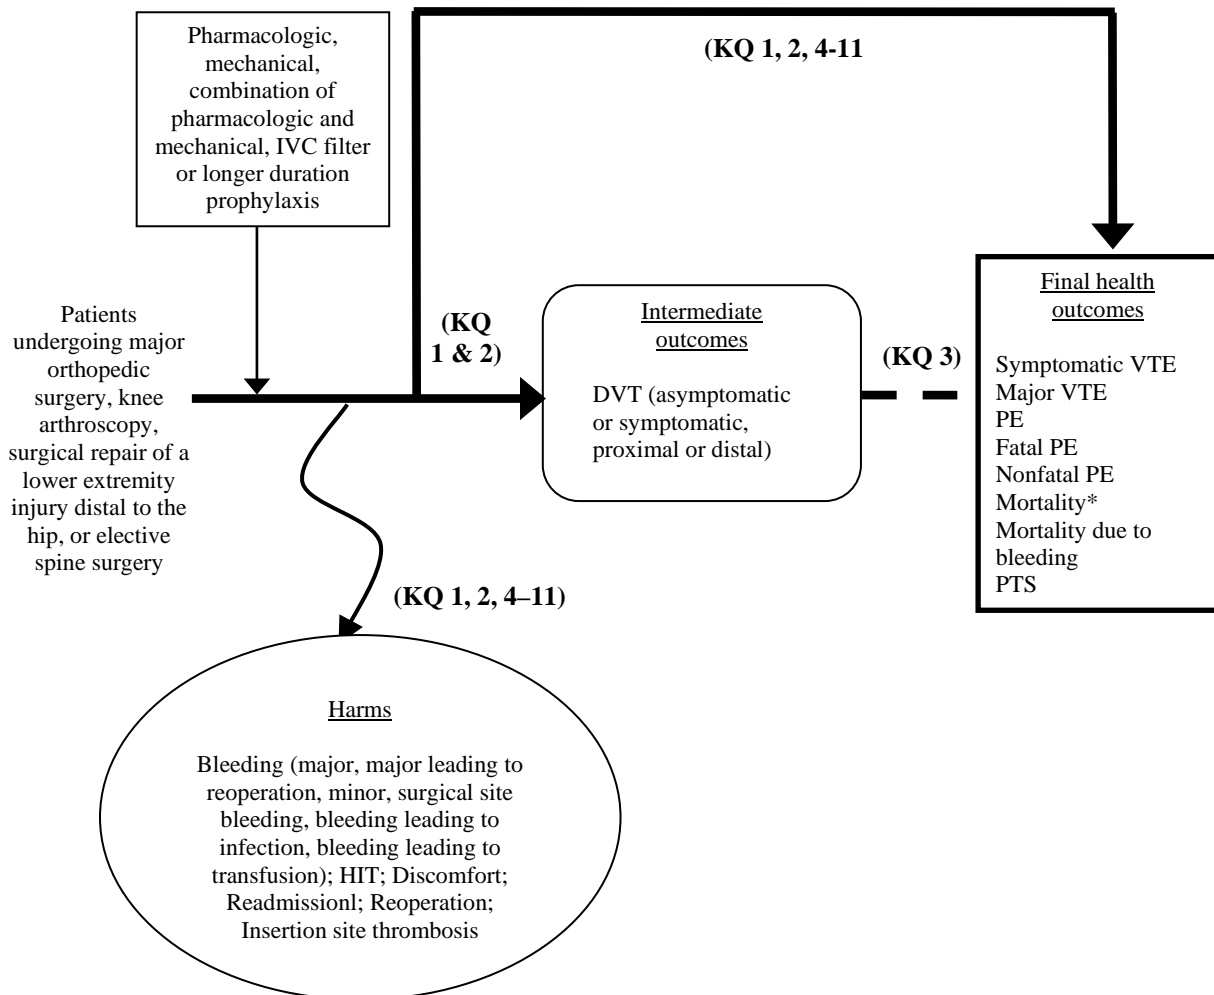 Pharmacologic,
mechanical,
combination of
pharmacologic and
mechanical, IVC filter
or longer duration
prophylaxis
(KQ 1, 2, 4-11
Patients
undergoing major
orthopedic
surgery, knee
arthroscopy,
surgical repair of a
lower extremity
injury distal to the
hip, or elective
spine surgery
(KQ
1 & 2)
Intermediate
outcomes
DVT (asymptomatic
or symptomatic,
proximal or distal)
(KQ 3)
Final health
outcomes
Symptomatic VTE
Major VTE
PE
Fatal PE
Nonfatal PE
Mortality*
Mortality due to
bleeding
PTS
(KQ 1, 2, 4–11)
Harms
Bleeding (major, major leading to
reoperation, minor, surgical site
bleeding, bleeding leading to
infection, bleeding leading to
transfusion); HIT; Discomfort;
Readmissionl; Reoperation;
Insertion site thrombosis